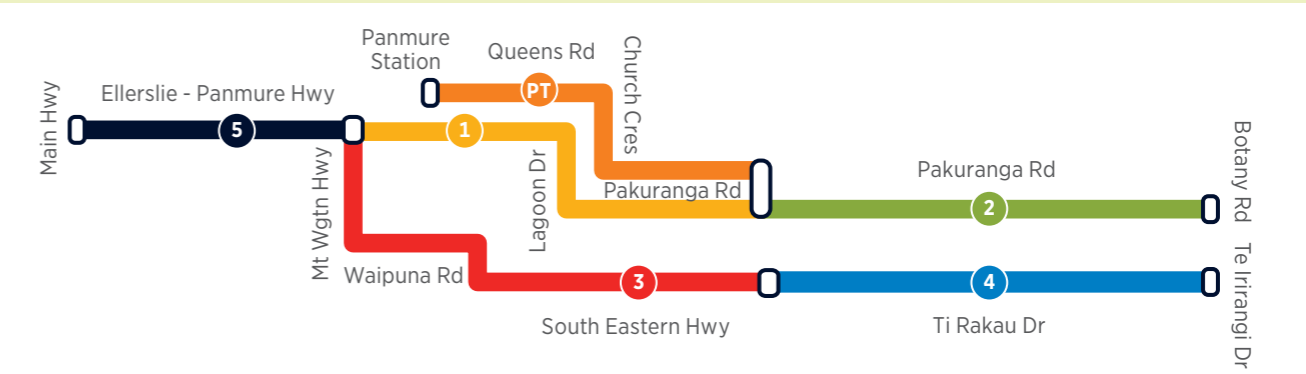 Panmure
Station
Queens Rd
Church Cres
Main Hwy
Ellerslie - Panmure Hwy
PT
5
1
Mt Wgtn Hwy
Lagoon Dr
Pakuranga Rd
Pakuranga Rd
2
Botany Rd
Waipuna Rd
3
4
South Eastern Hwy
Ti Rakau Dr
Te Irirangi Dr